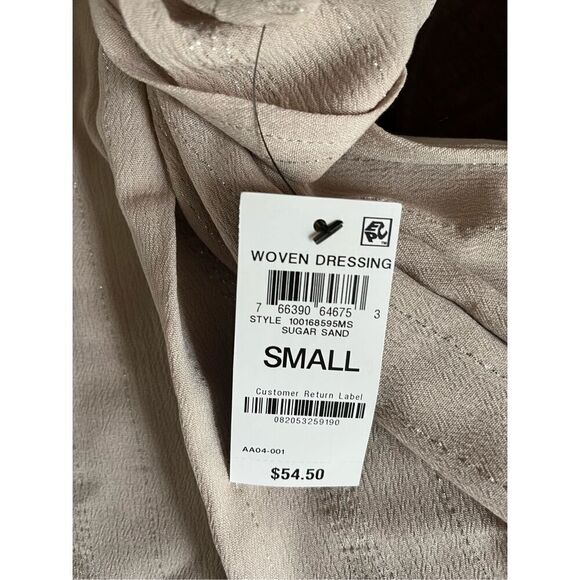 WOVEN DRESSING
7 66390 64675 3
STYLE 100168595MS
SUGAR SAND
SMALL
Customer Return Label
082053259190
AA04-001
$54.50